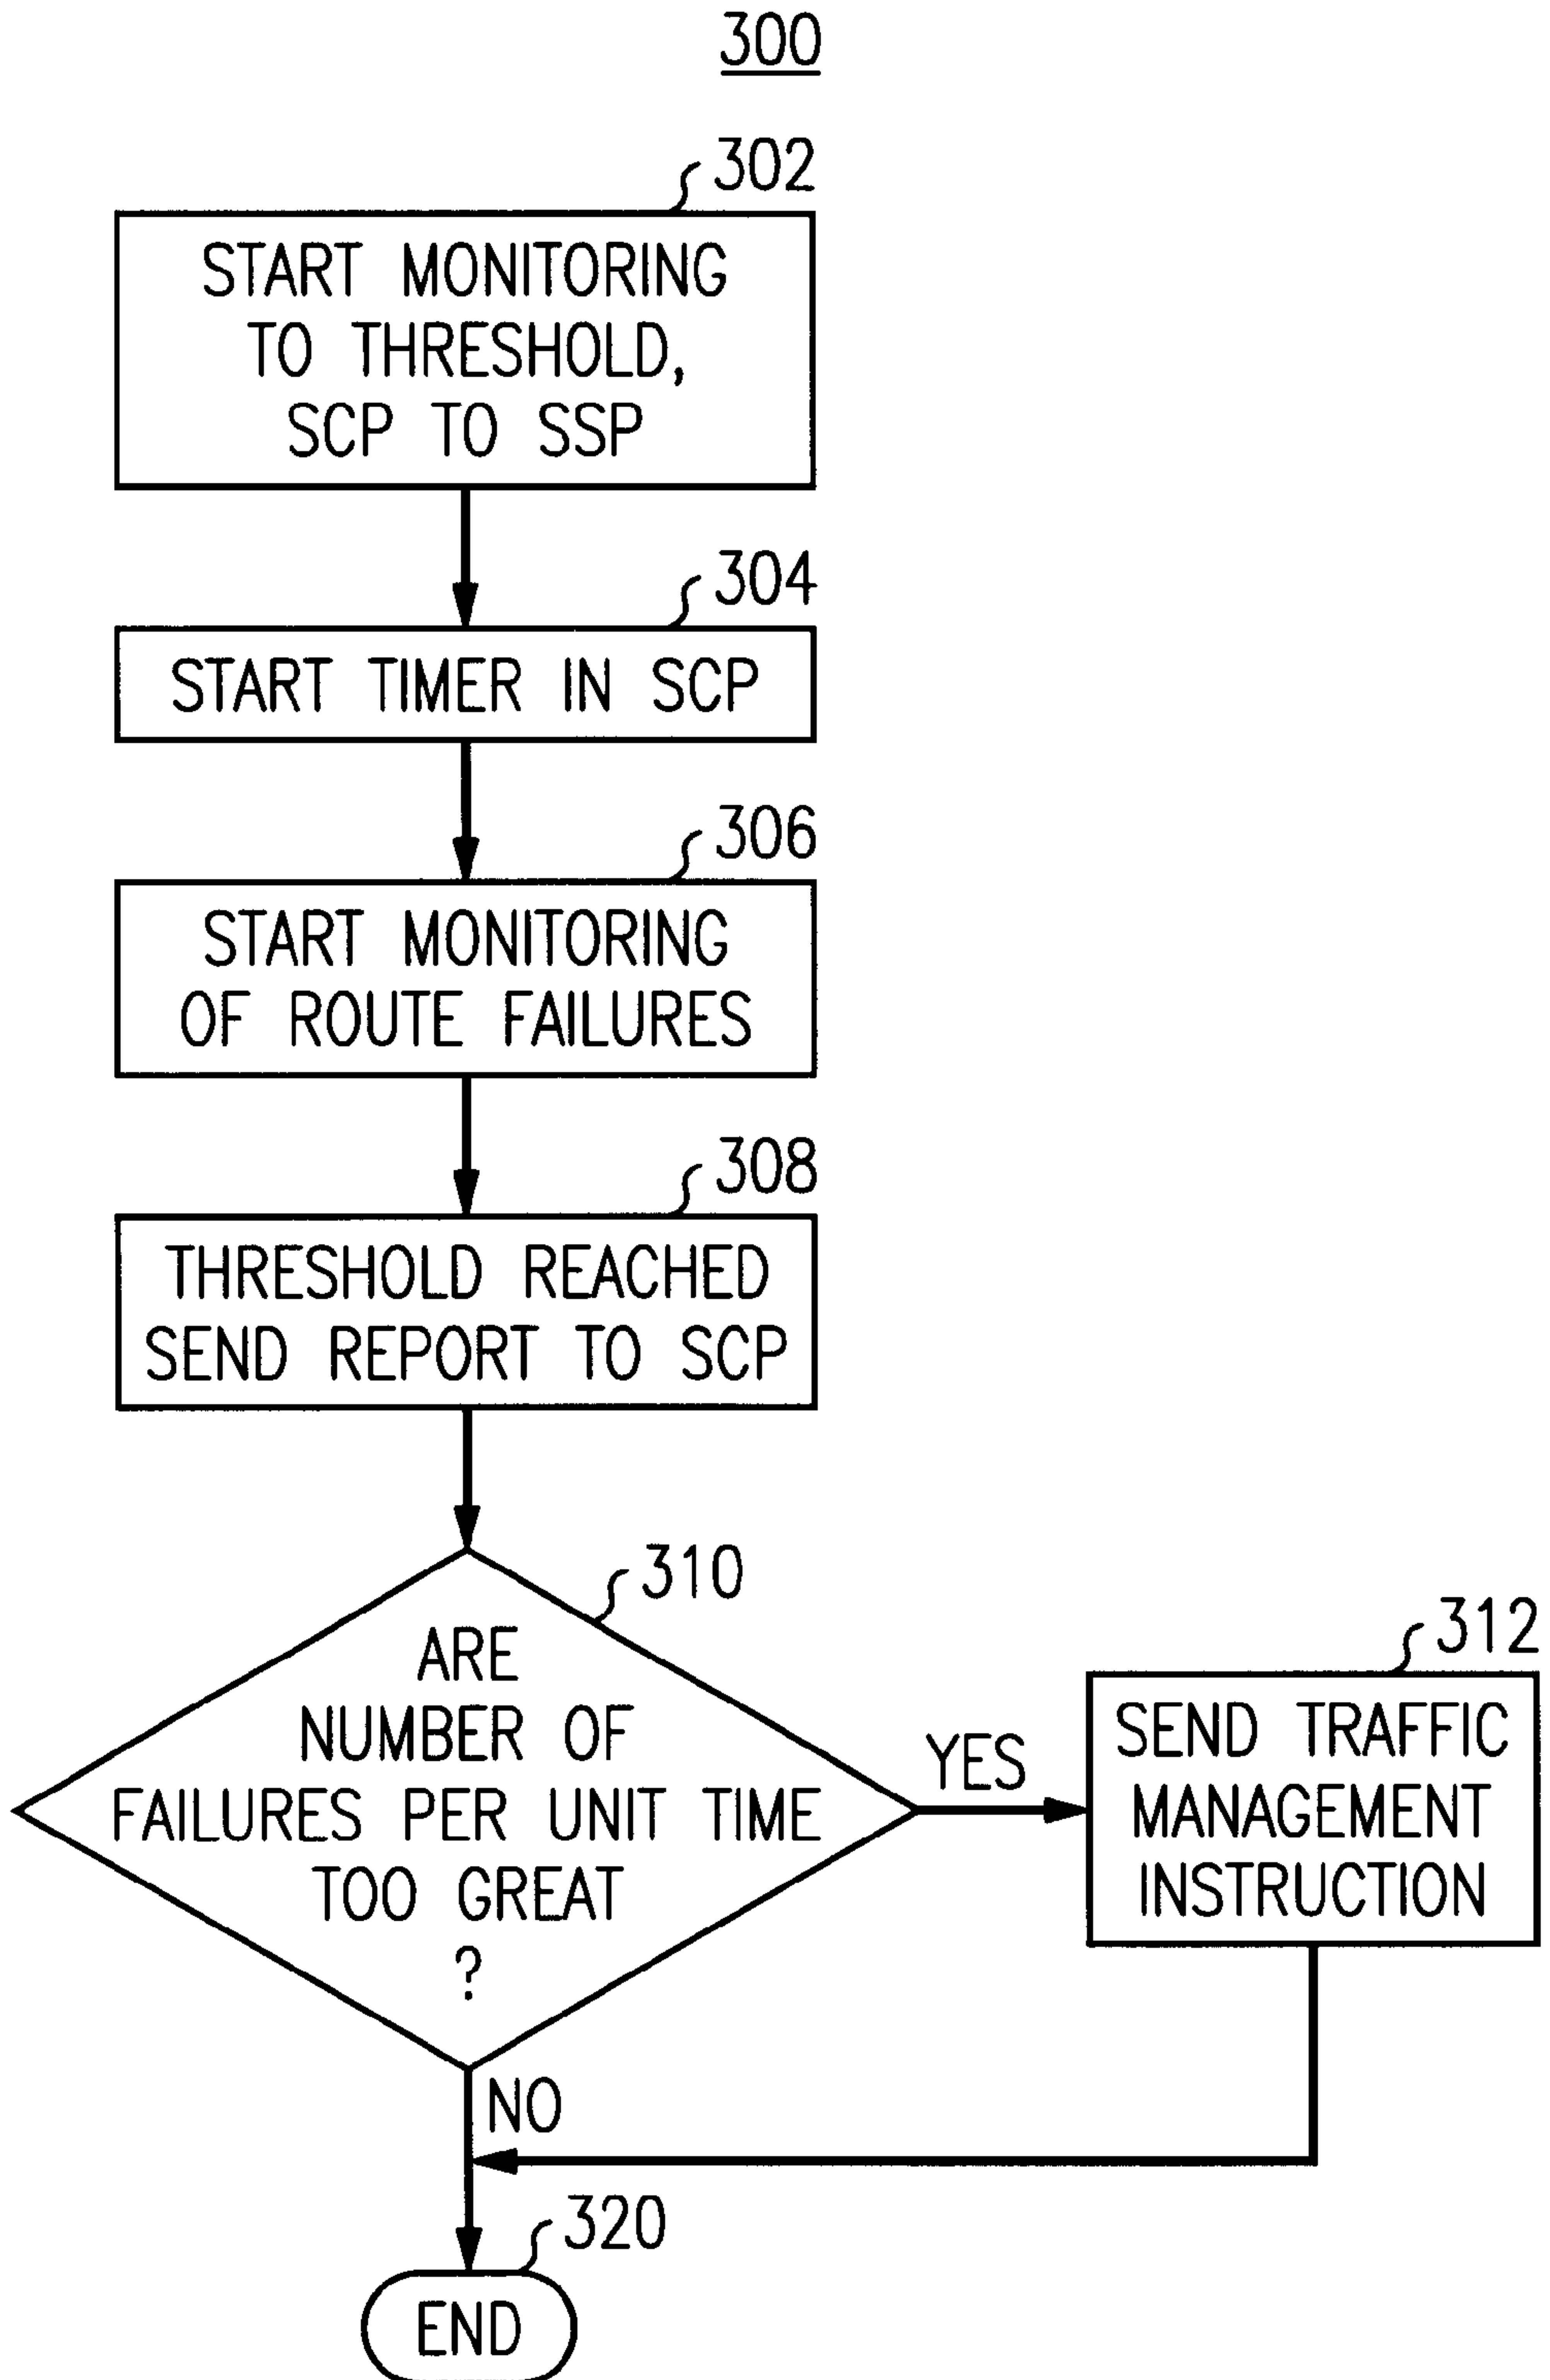 300
302
START MONITORING
TO THRESHOLD,
SCP TO SSP
304
START TIMER IN SCP
306
START MONITORING
OF ROUTE FAILURES
308
THRESHOLD REACHED
SEND REPORT TO SCP
310
ARE
NUMBER OF
FAILURES PER UNIT TIME
TOO GREAT
?
YES
312
SEND TRAFFIC
MANAGEMENT
INSTRUCTION
NO
320
END